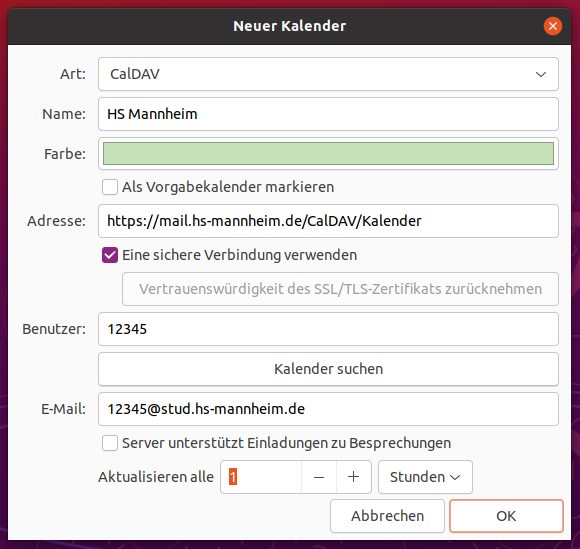 Neuer Kalender
Art: CalDAV
Name: HS Mannheim
Farbe:
Als Vorgabekalender markieren
Adresse: https://mail.hs-mannheim.de/CalDAV/Kalender
Eine sichere Verbindung verwenden
Vertrauenswürdigkeit des SSL/TLS-Zertifikats zurücknehmen
Benutzer: 12345
Kalender suchen
E-Mail: 12345@stud.hs-mannheim.de
Server unterstützt Einladungen zu Besprechungen
Aktualisieren alle 1 − + Stunden
Abbrechen OK